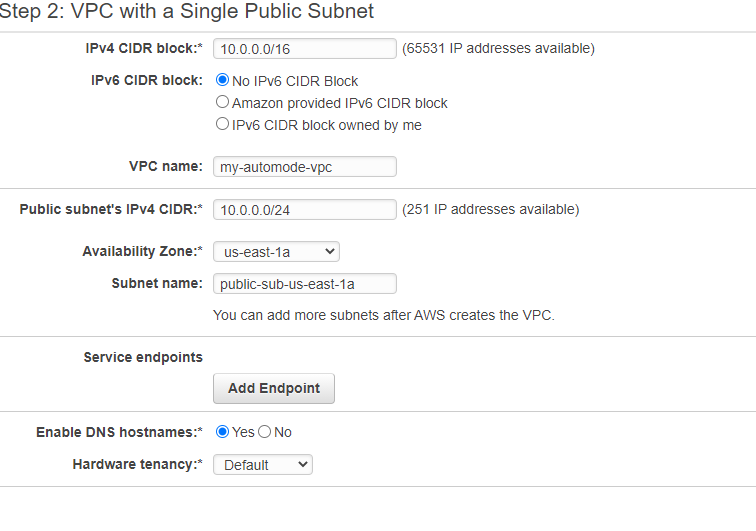 Step 2: VPC with a Single Public Subnet
IPv4 CIDR block:* 10.0.0.0/16 (65531 IP addresses available)
IPv6 CIDR block: No IPv6 CIDR Block
Amazon provided IPv6 CIDR block
IPv6 CIDR block owned by me
VPC name: my-automode-vpc
Public subnet's IPv4 CIDR:* 10.0.0.0/24 (251 IP addresses available)
Availability Zone:* us-east-1a
Subnet name: public-sub-us-east-1a
You can add more subnets after AWS creates the VPC.
Service endpoints
Add Endpoint
Enable DNS hostnames:* Yes No
Hardware tenancy:* Default